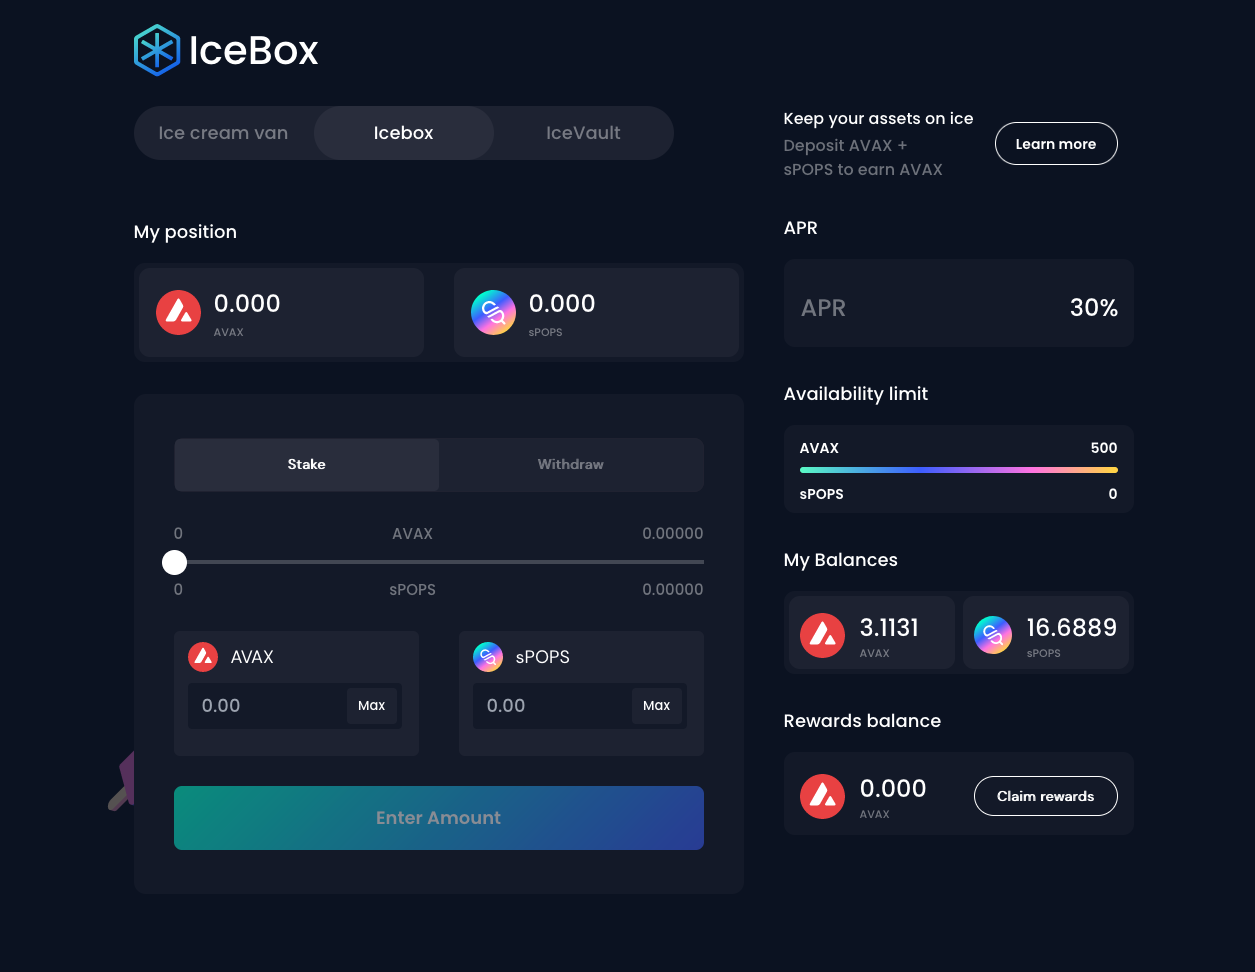 IceBox
Ice cream van
Icebox
IceVault
Keep your assets on ice
Deposit AVAX +
sPOPS to earn AVAX
Learn more
My position
0.000
AVAX
0.000
sPOPS
Stake
Withdraw
0 AVAX 0.00000
0 sPOPS 0.00000
AVAX
0.00 Max
sPOPS
0.00 Max
Enter Amount
APR
APR 30%
Availability limit
AVAX 500
sPOPS 0
My Balances
3.1131
AVAX
16.6889
sPOPS
Rewards balance
0.000
AVAX
Claim rewards